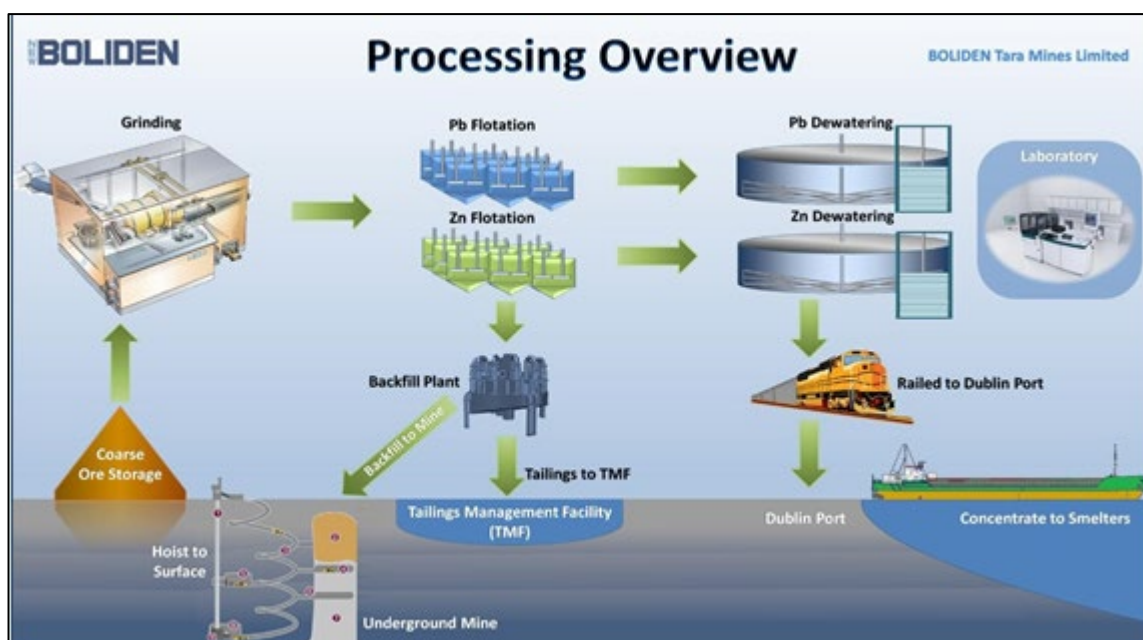 BOLIDEN
Processing Overview
BOLIDEN Tara Mines Limited
Grinding
Pb Flotation
Pb Dewatering
Laboratory
Zn Flotation
Zn Dewatering
Backfill Plant
Railed to Dublin Port
Coarse
Ore Storage
Backfill to Mine
Tailings to TMF
Tailings Management Facility
(TMF)
Dublin Port
Concentrate to Smelters
Hoist to
Surface
Underground Mine